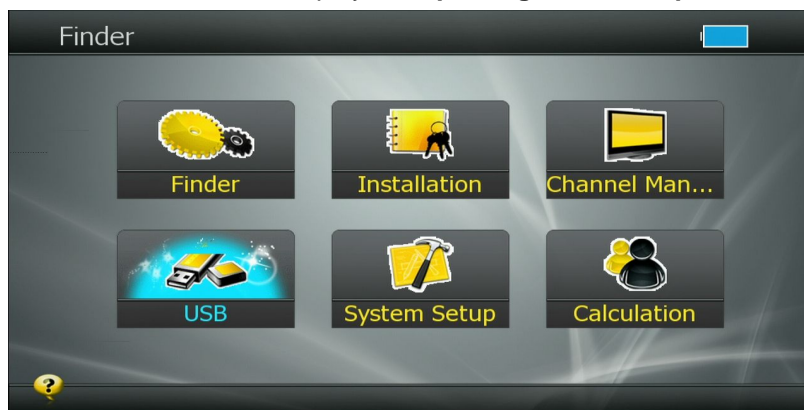 Finder
Finder
Installation
Channel Man...
USB
System Setup
Calculation
?